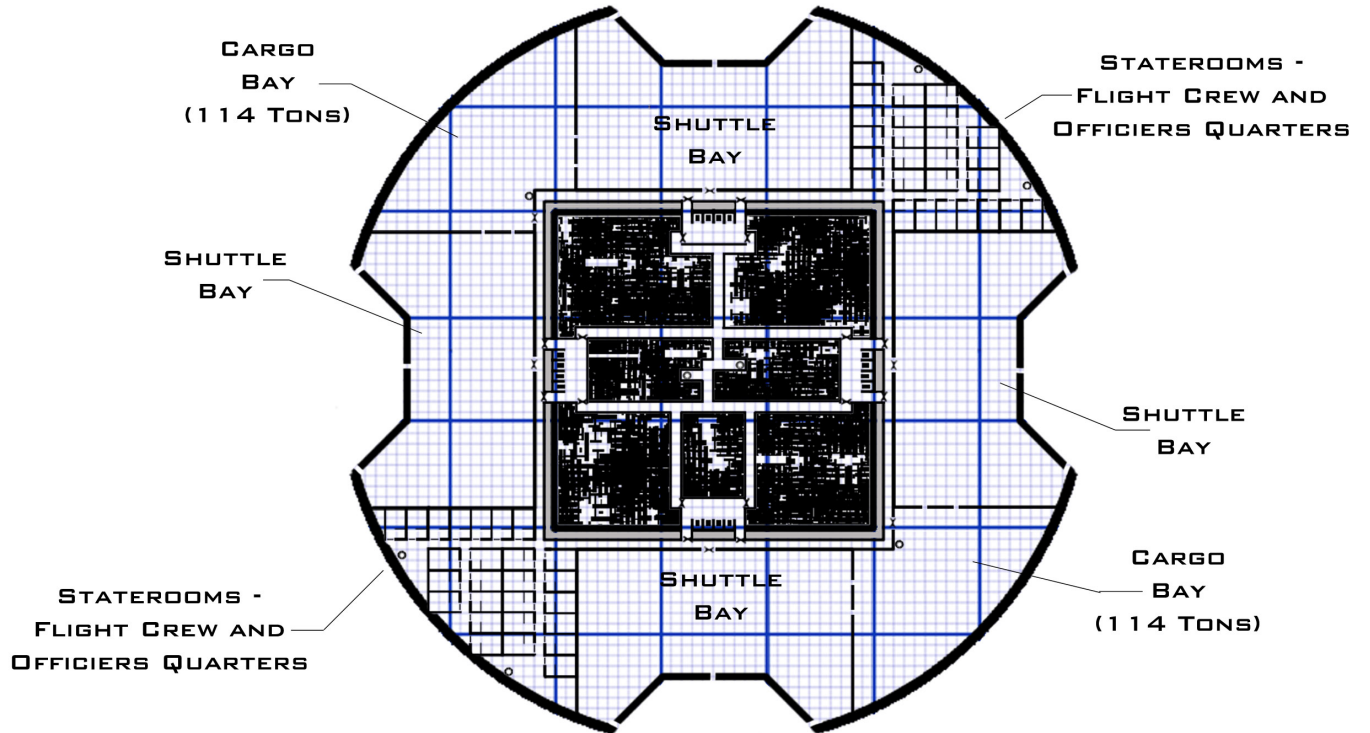 Cargo
Bay
(114 Tons)
Shuttle
Bay
Staterooms -
Flight Crew and
Officiers Quarters
Shuttle
Bay
Shuttle
Bay
Staterooms -
Flight Crew and
Officiers Quarters
Shuttle
Bay
Cargo
Bay
(114 Tons)